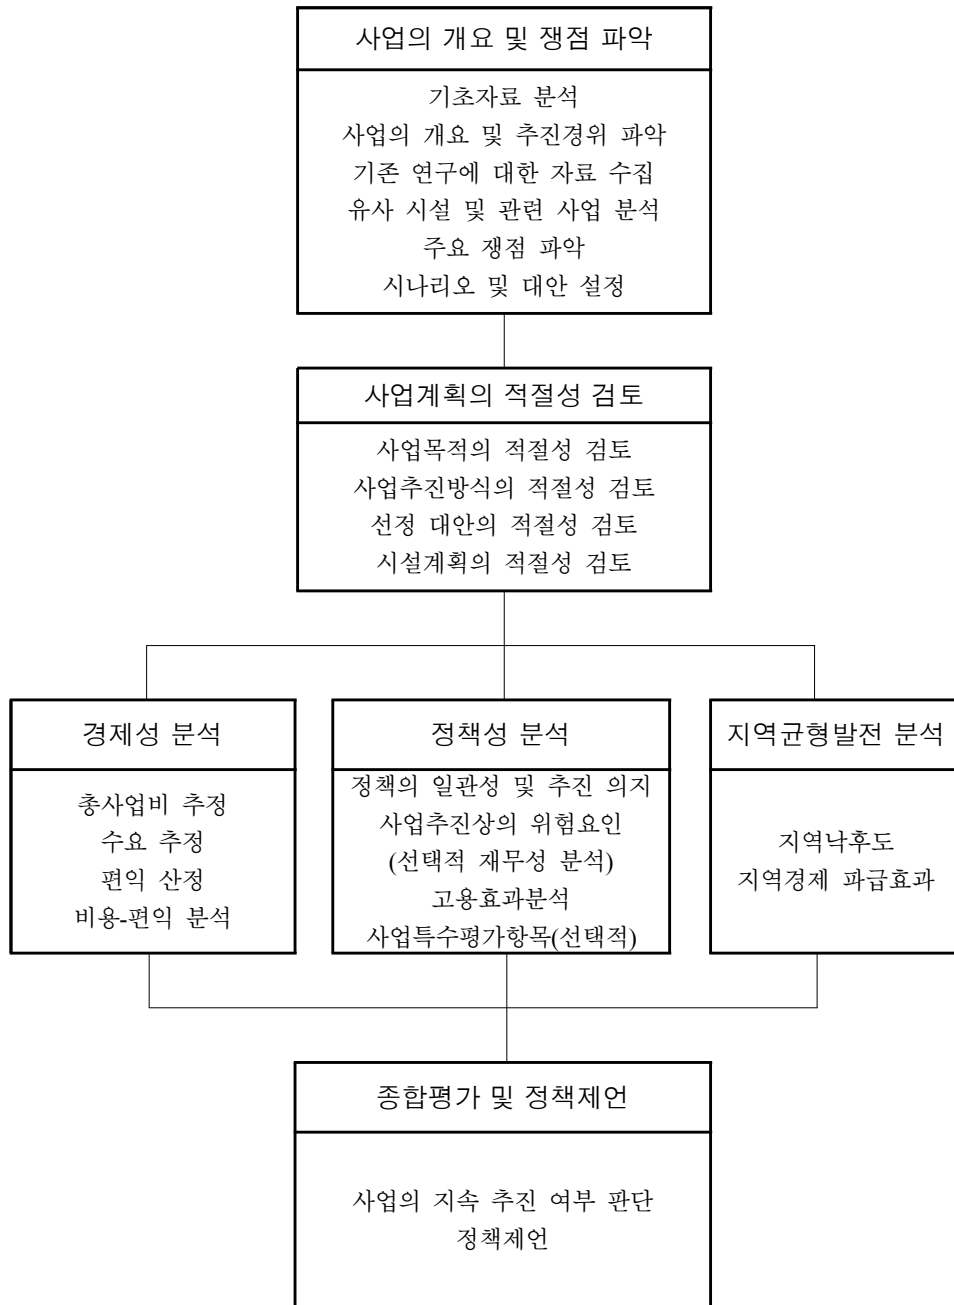 사업의 개요 및 쟁점 파악
기초자료 분석
사업의 개요 및 추진경위 파악
기존 연구에 대한 자료 수집
유사 시설 및 관련 사업 분석
주요 쟁점 파악
시나리오 및 대안 설정
사업계획의 적절성 검토
사업목적의 적절성 검토
사업추진방식의 적절성 검토
선정 대안의 적절성 검토
시설계획의 적절성 검토
경제성 분석
총사업비 추정
수요 추정
편익 산정
비용-편익 분석
정책성 분석
정책의 일관성 및 추진 의지
사업추진상의 위험요인
(선택적 재무성 분석)
고용효과분석
사업특수평가항목(선택적)
지역균형발전 분석
지역낙후도
지역경제 파급효과
종합평가 및 정책제언
사업의 지속 추진 여부 판단
정책제언